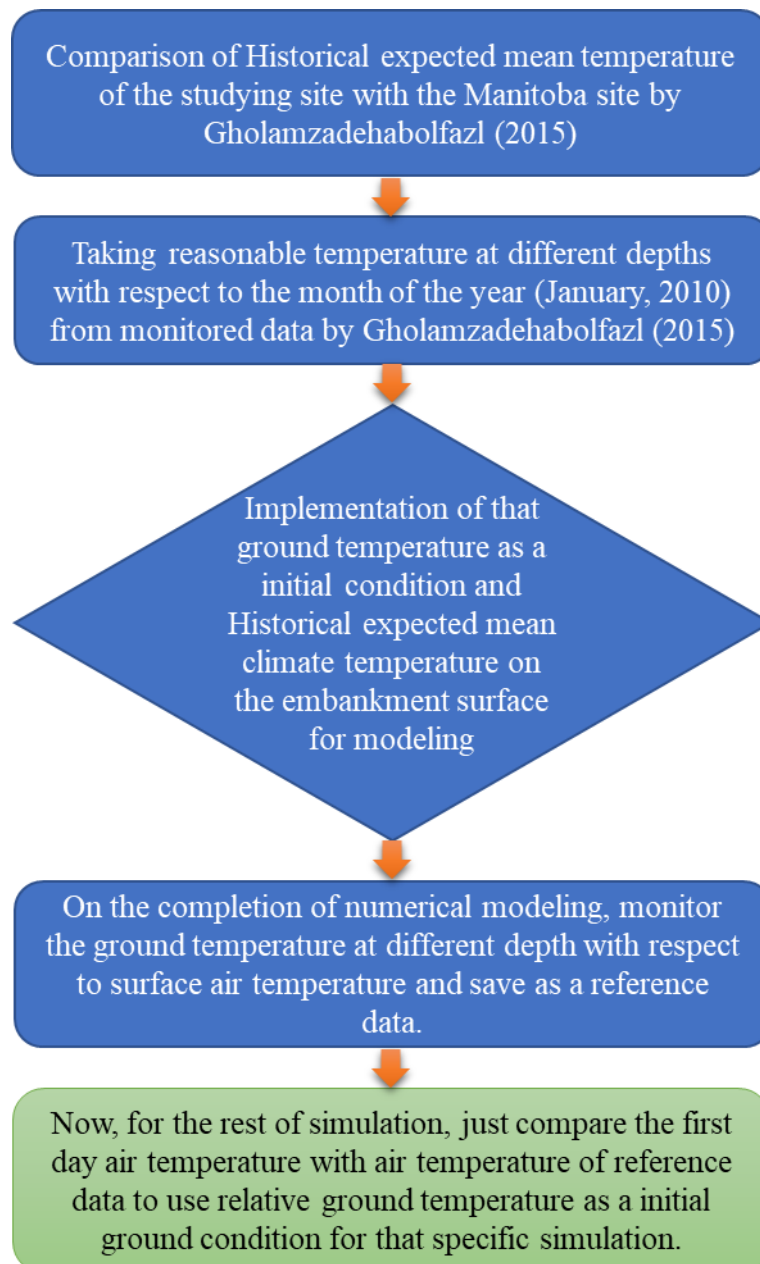 Comparison of Historical expected mean temperature
of the studying site with the Manitoba site by
Gholamzadehabolfazl (2015)
Taking reasonable temperature at different depths
with respect to the month of the year (January, 2010)
from monitored data by Gholamzadehabolfazl (2015)
Implementation of that
ground temperature as a
initial condition and
Historical expected mean
climate temperature on
the embankment surface
for modeling
On the completion of numerical modeling, monitor
the ground temperature at different depth with respect
to surface air temperature and save as a reference
data.
Now, for the rest of simulation, just compare the first
day air temperature with air temperature of reference
data to use relative ground temperature as a initial
ground condition for that specific simulation.